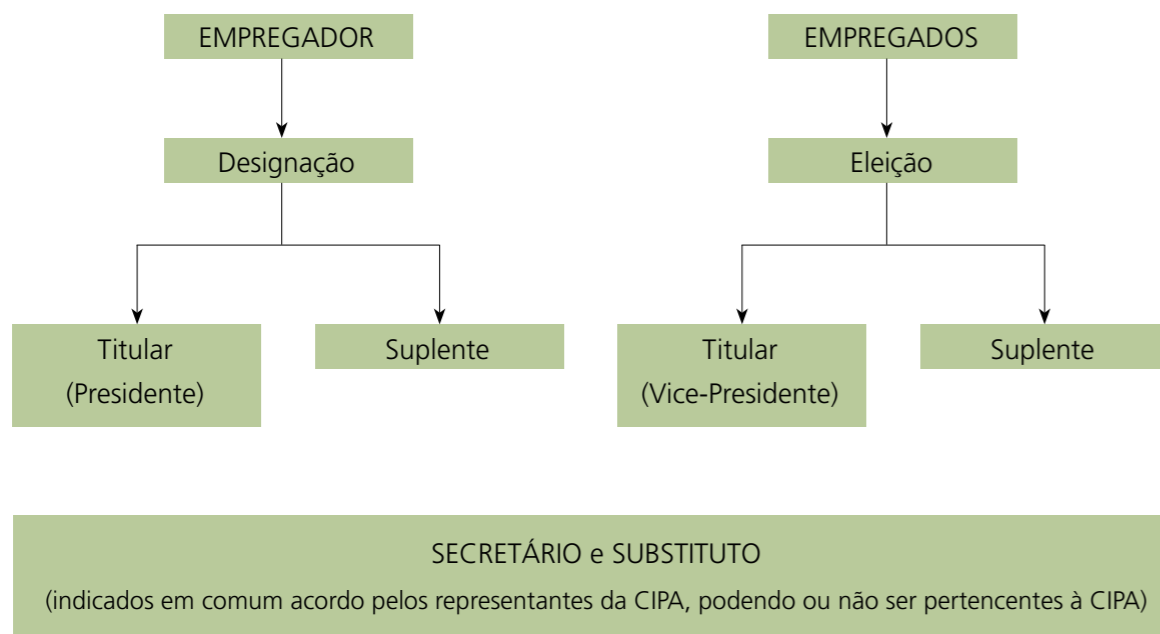 EMPREGADOR
EMPREGADOS
Designação
Eleição
Titular
(Presidente)
Suplente
Titular
(Vice-Presidente)
Suplente
SECRETÁRIO e SUBSTITUTO
(indicados em comum acordo pelos representantes da CIPA, podendo ou não ser pertencentes à CIPA)